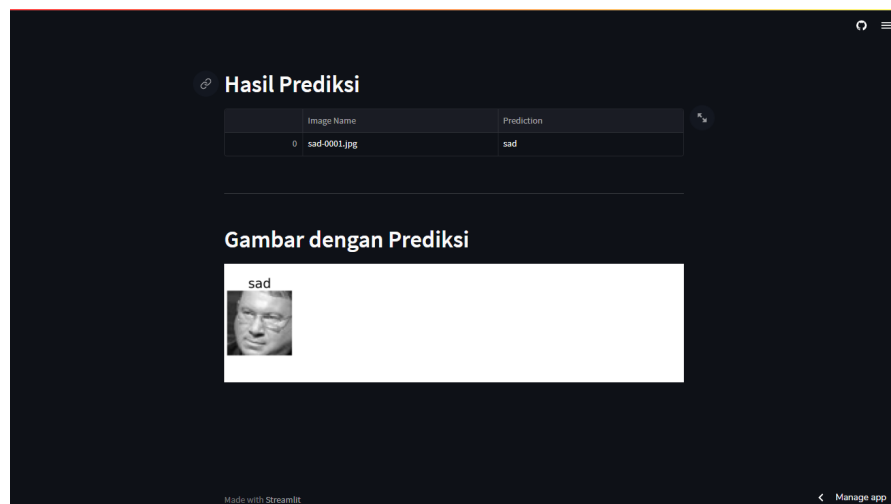 Hasil Prediksi
Image Name Prediction
0 sad-0001.jpg sad
Gambar dengan Prediksi
sad
Made with Streamlit
Manage app